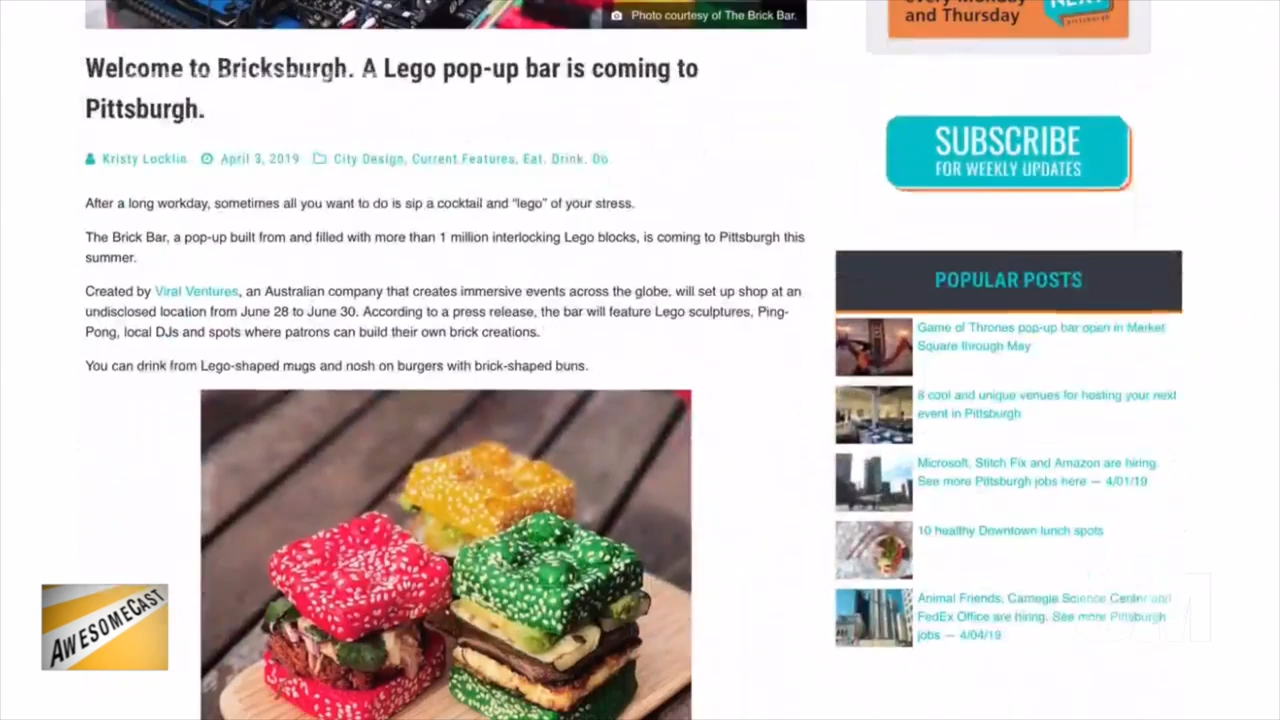 Photo courtesy of The Brick Bar.
every Monday
and Thursday
NEXT
pittsburgh
Welcome to Bricksburgh. A Lego pop-up bar is coming to
Pittsburgh.
Kristy Locklin April 3, 2019 City Design, Current Features, Eat. Drink. Do
After a long workday, sometimes all you want to do is sip a cocktail and “lego” of your stress.
The Brick Bar, a pop-up built from and filled with more than 1 million interlocking Lego blocks, is coming to Pittsburgh this
summer.
Created by Viral Ventures, an Australian company that creates immersive events across the globe, will set up shop at an
undisclosed location from June 28 to June 30. According to a press release, the bar will feature Lego sculptures, Ping-
Pong, local DJs and spots where patrons can build their own brick creations.
You can drink from Lego-shaped mugs and nosh on burgers with brick-shaped buns.
SUBSCRIBE
FOR WEEKLY UPDATES
POPULAR POSTS
Game of Thrones pop-up bar open in Market
Square through May
8 cool and unique venues for hosting your next
event in Pittsburgh
Microsoft, Stitch Fix and Amazon are hiring.
See more Pittsburgh jobs here — 4/01/19
10 healthy Downtown lunch spots
Animal Friends, Carnegie Science Center and
FedEx Office are hiring. See more Pittsburgh
jobs — 4/04/19
AWESOMECAST